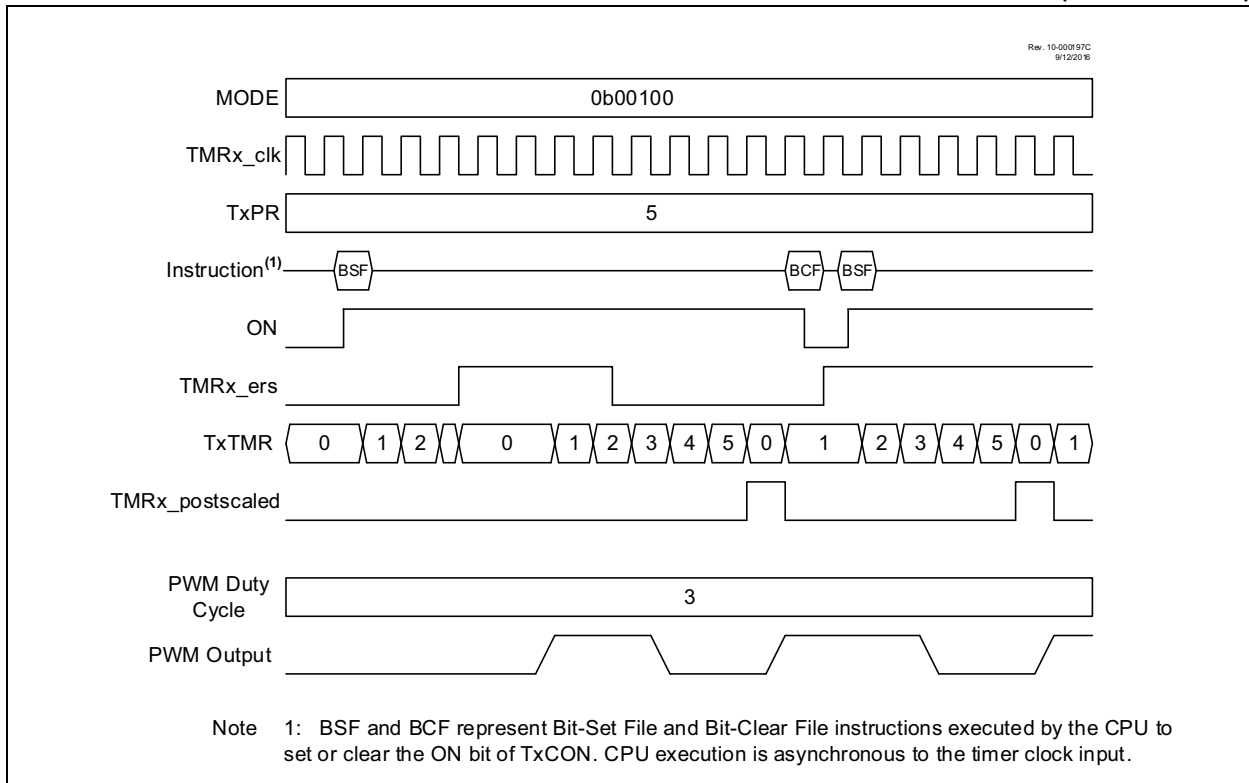 Rev. 10-000197C
9/12/2016
MODE 0b00100
TMRx_clk
TxPR 5
Instruction(1) BSF BCF BSF
ON
TMRx_ers
TxTMR 0 1 2 0 1 2 3 4 5 0 1 2 3 4 5 0 1
TMRx_postscaled
PWM Duty
Cycle 3
PWM Output
Note 1: BSF and BCF represent Bit-Set File and Bit-Clear File instructions executed by the CPU to
set or clear the ON bit of TxCON. CPU execution is asynchronous to the timer clock input.